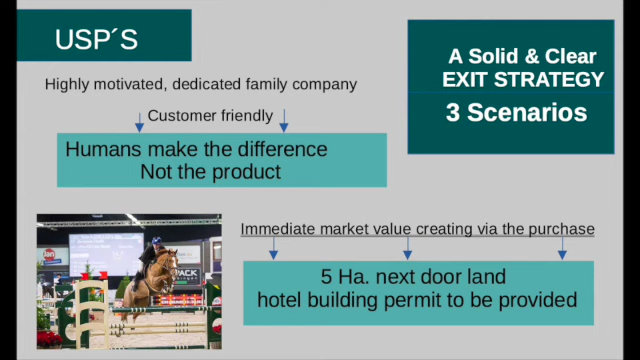 USP´S
Highly motivated, dedicated family company
Customer friendly
Humans make the difference
Not the product
A Solid & Clear
EXIT STRATEGY
3 Scenarios
Immediate market value creating via the purchase
5 Ha. next door land
hotel building permit to be provided